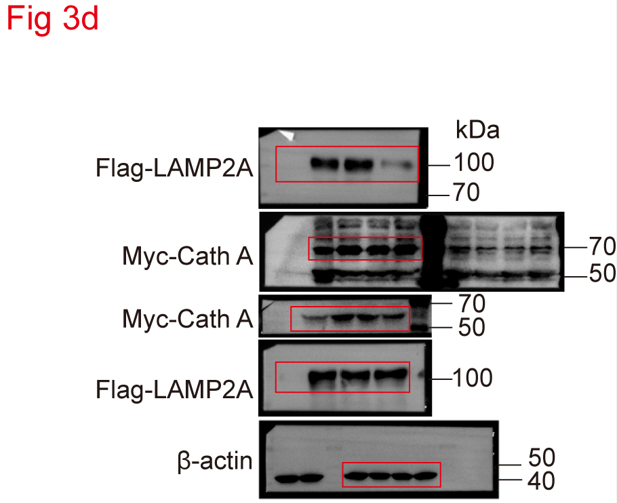 Fig 3d
kDa
Flag-LAMP2A
100
70
Myc-Cath A
70
50
Myc-Cath A
70
50
Flag-LAMP2A
100
β-actin
50
40